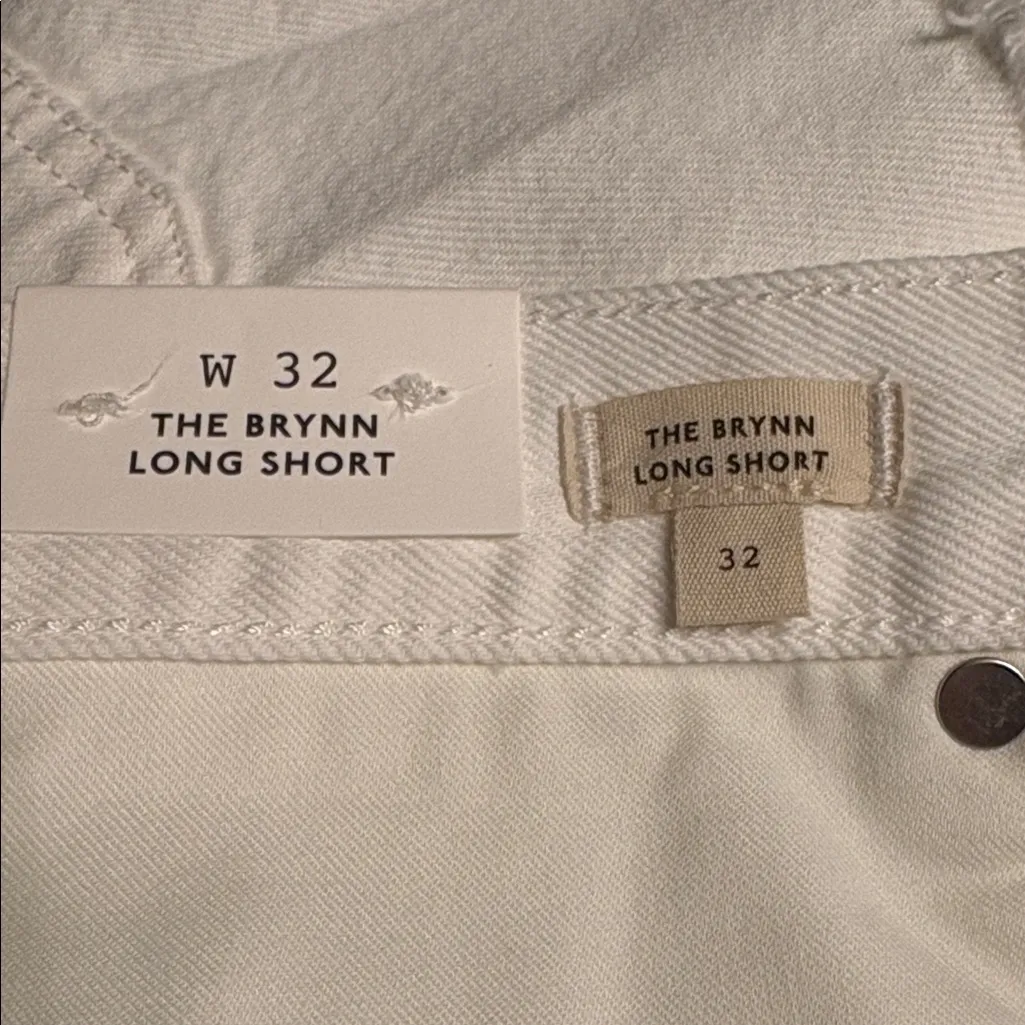 W 32
THE BRYNN
LONG SHORT
THE BRYNN
LONG SHORT
32